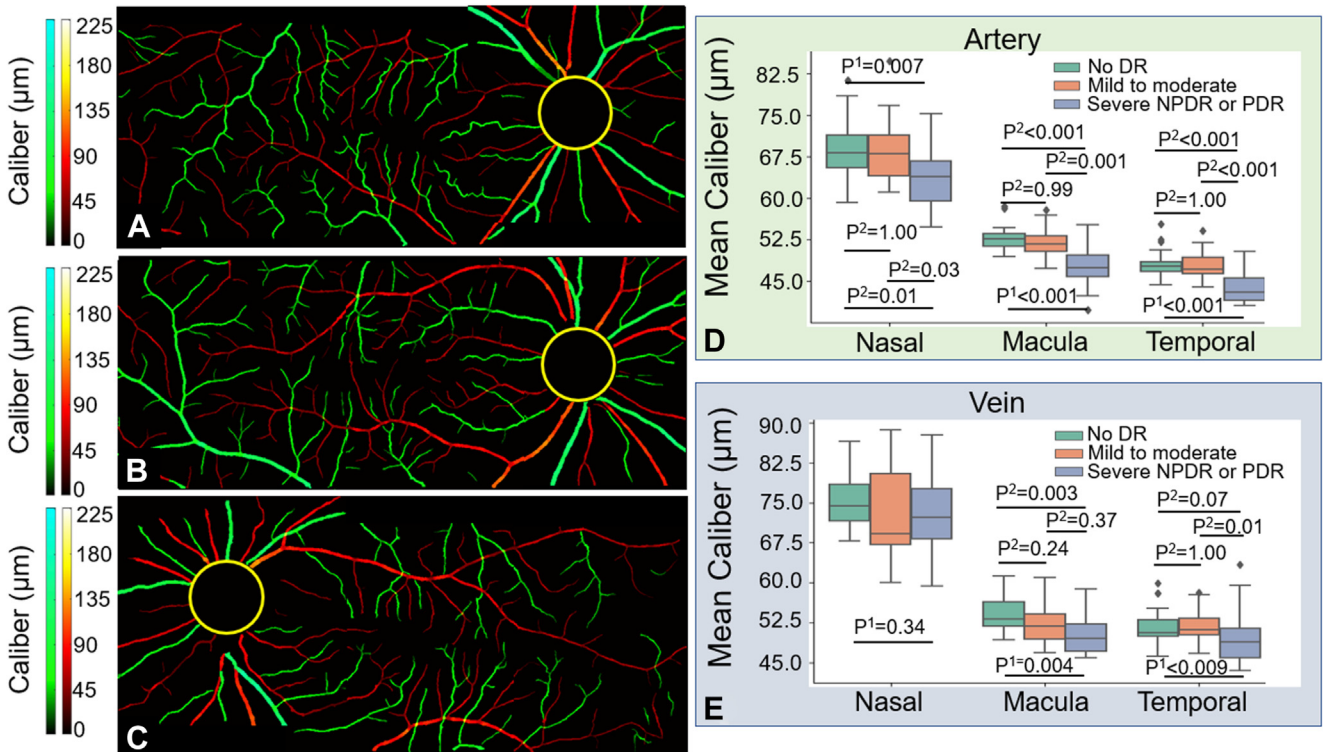 Caliber (µm)
225
180
135
90
45
0
A
Caliber (µm)
225
180
135
90
45
0
B
Caliber (µm)
225
180
135
90
45
0
C
Artery
Mean Caliber (µm)
82.5
75.0
67.5
60.0
52.5
45.0
No DR
Mild to moderate
Severe NPDR or PDR
P1=0.007
P2=1.00
P2=0.03
P2=0.01
P2<0.001
P2=0.001
P2=0.99
P1<0.001
P2<0.001
P2<0.001
P2=1.00
P1<0.001
Nasal Macula Temporal
D
Vein
Mean Caliber (µm)
90.0
82.5
75.0
67.5
60.0
52.5
45.0
No DR
Mild to moderate
Severe NPDR or PDR
P1=0.34
P2=0.003
P2=0.37
P2=0.24
P1=0.004
P2=0.07
P2=0.01
P2=1.00
P1<0.009
Nasal Macula Temporal
E